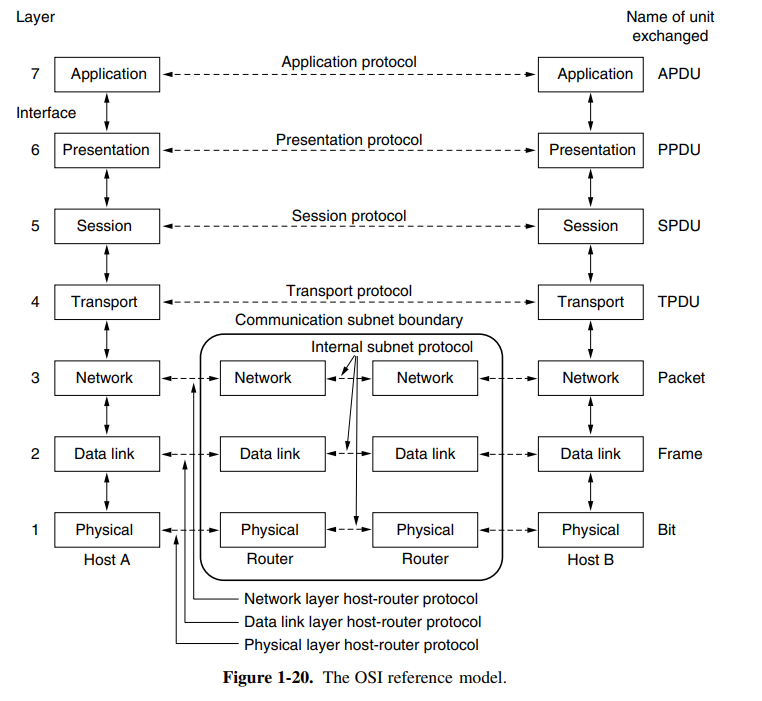 Layer
Name of unit
exchanged
Application protocol
7 Application Application APDU
Interface
Presentation protocol
6 Presentation Presentation PPDU
Session protocol
5 Session Session SPDU
Transport protocol
4 Transport Transport TPDU
Communication subnet boundary
Internal subnet protocol
3 Network Network Network Network Packet
2 Data link Data link Data link Data link Frame
1 Physical Physical Physical Physical Bit
Host A Router Router Host B
Network layer host-router protocol
Data link layer host-router protocol
Physical layer host-router protocol
Figure 1-20. The OSI reference model.